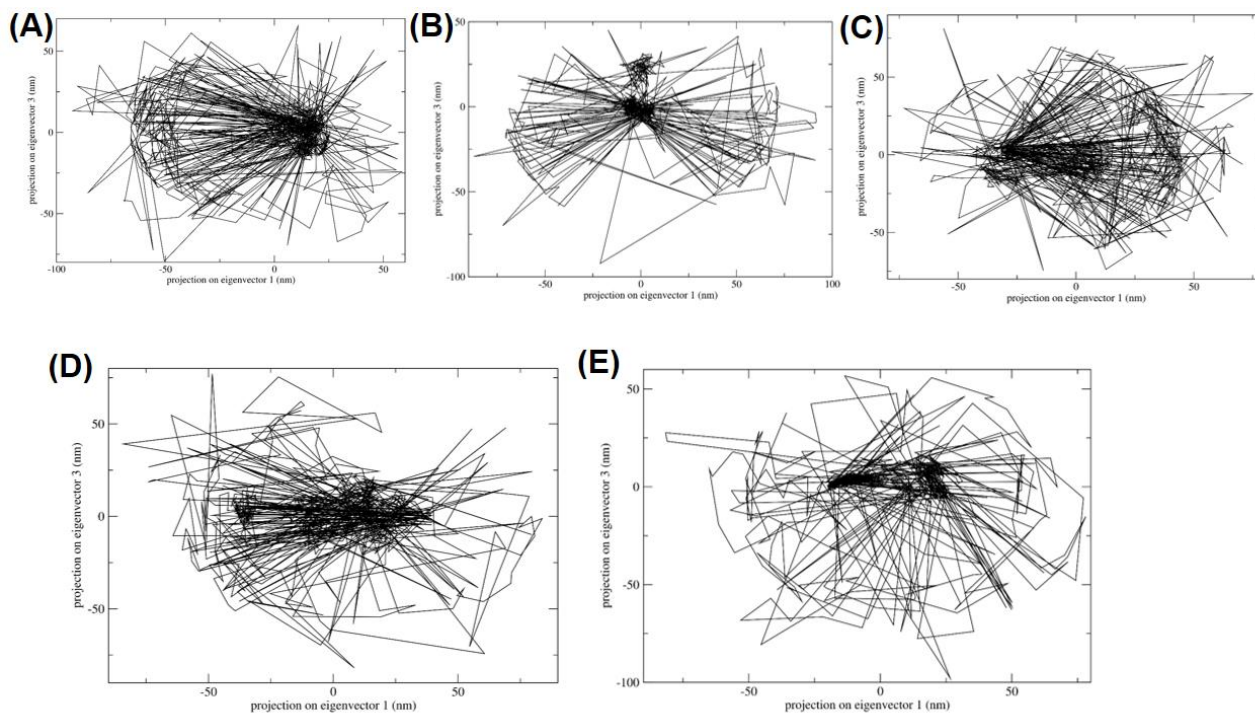 (A)
50
0
-50
-100
-50
0
50
projection on eigenvector 3 (nm)
projection on eigenvector 1 (nm)
(B)
50
0
-50
-100
-50
0
50
100
projection on eigenvector 3 (nm)
projection on eigenvector 1 (nm)
(C)
50
0
-50
-50
0
50
projection on eigenvector 3 (nm)
projection on eigenvector 1 (nm)
(D)
50
0
-50
-50
0
50
projection on eigenvector 3 (nm)
projection on eigenvector 1 (nm)
(E)
50
0
-50
-100
-50
0
50
projection on eigenvector 3 (nm)
projection on eigenvector 1 (nm)